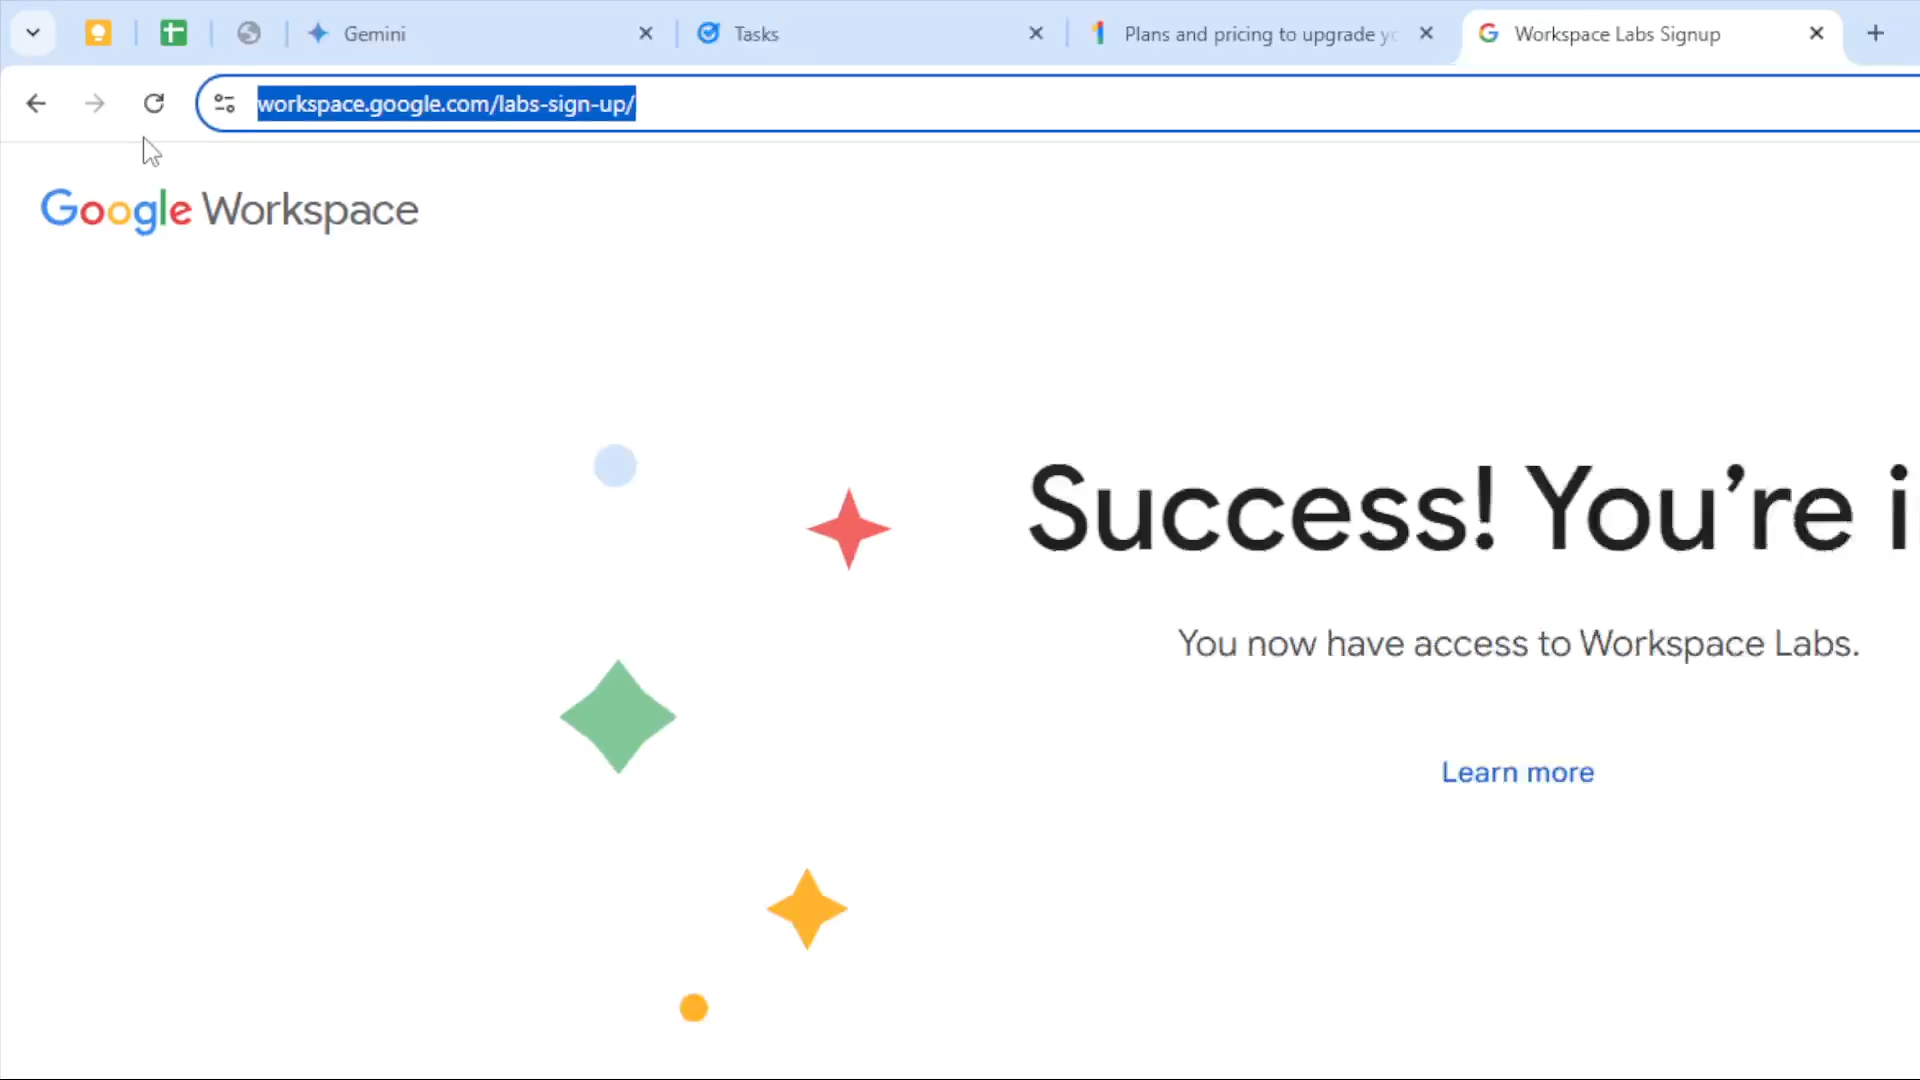 Gemini
Tasks
Plans and pricing to upgrade yo
Workspace Labs Signup
workspace.google.com/labs-sign-up/
Google Workspace
Success! You’re i
You now have access to Workspace Labs.
Learn more